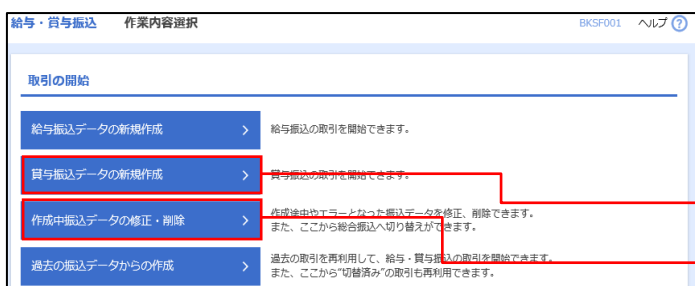 給与・賞与振込 作業内容選択 BKSF001 ヘルプ ?
取引の開始
給与振込データの新規作成 > 給与振込の取引を開始できます。
賞与振込データの新規作成 > 賞与振込の取引を開始できます。
作成中振込データの修正・削除 > 作成途中やエラーとなった振込データを修正、削除できます。
また、ここから総合振込へ切り替えができます。
過去の振込データからの作成 > 過去の取引を再利用して、給与・賞与振込の取引を開始できます。
また、ここから"切替済み"の取引も再利用できます。